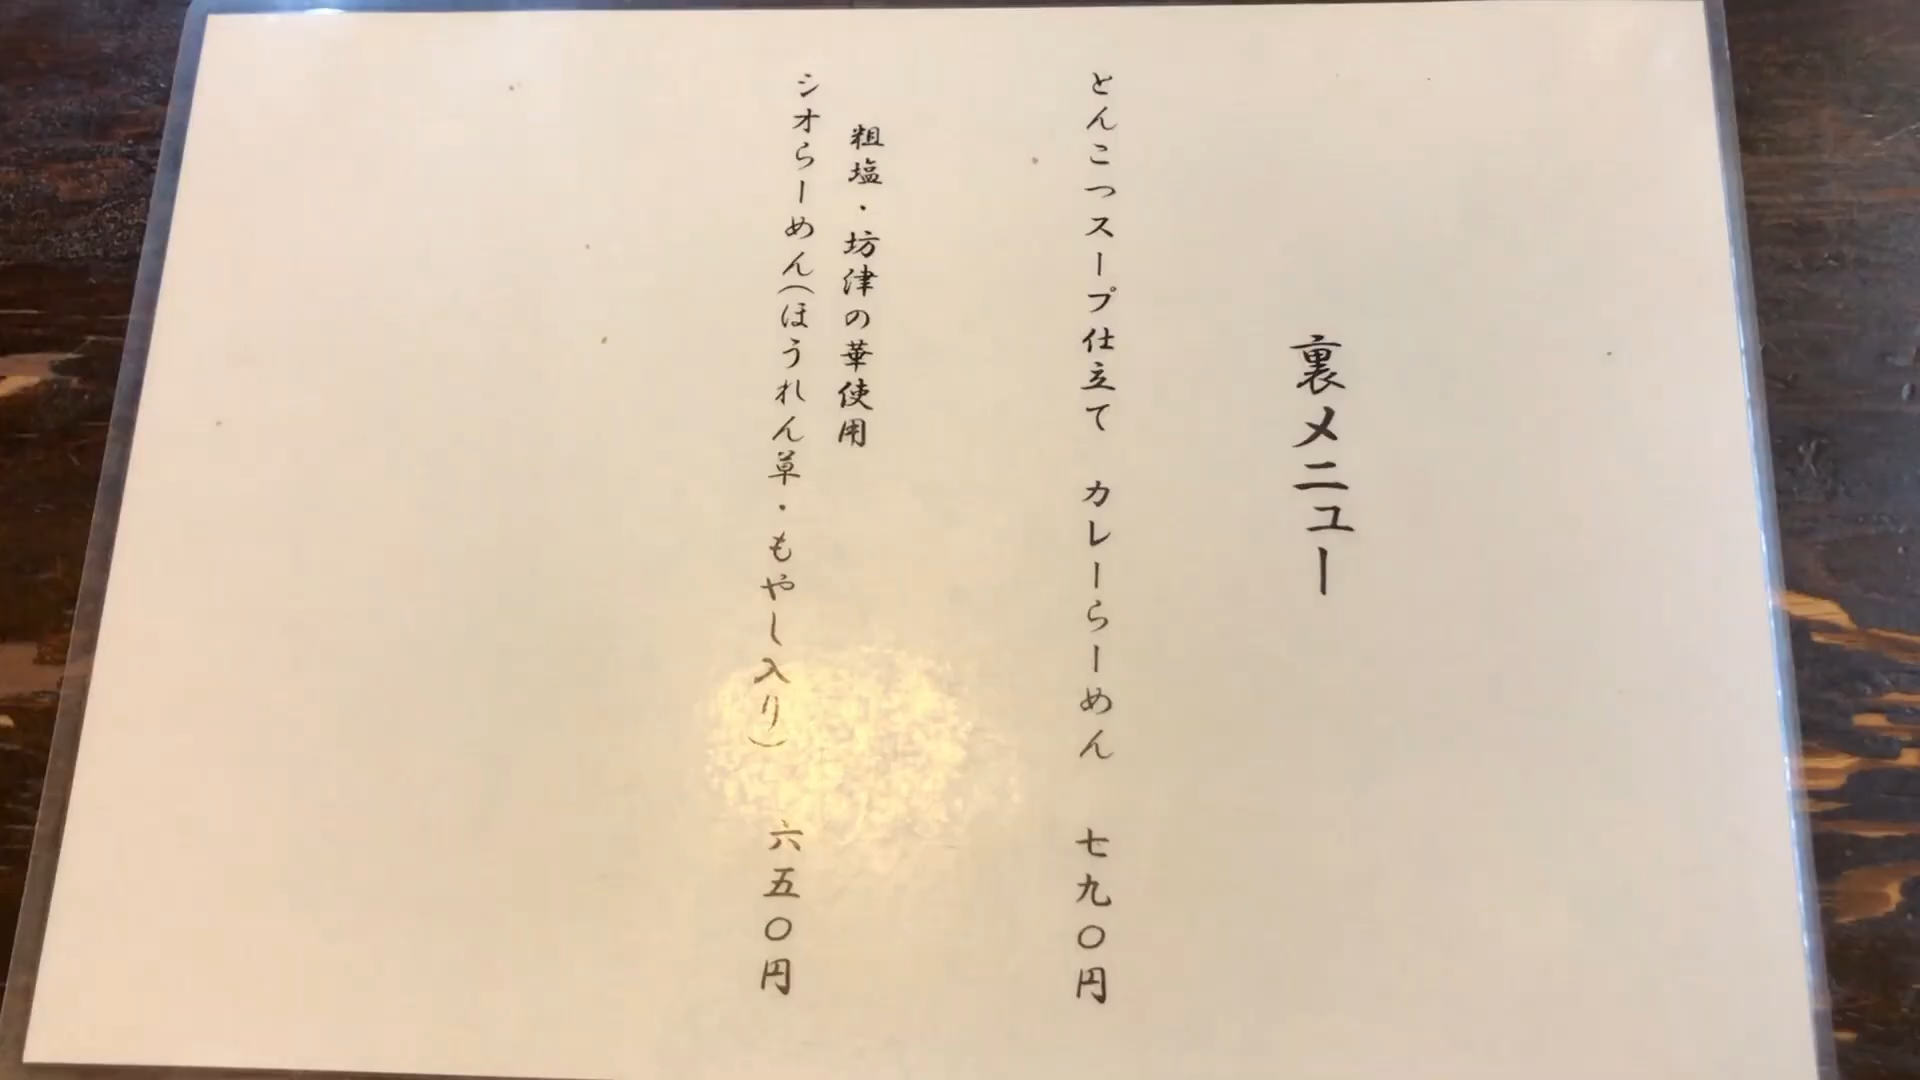 裏メニュー
とんこつスープ仕立て　カレーらーめん　七九〇円
粗塩・坊津の華使用
シオらーめん(ほうれん草・もやし入り)　六五〇円